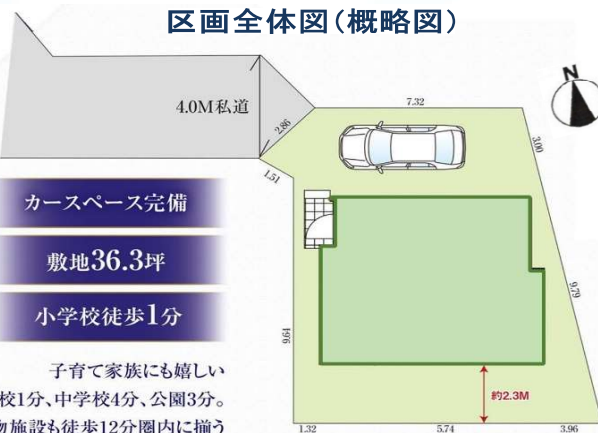 区画全体図(概略図)
N
4.0M私道
2.86
7.32
3.00
1.51
カースペース完備
敷地36.3坪
小学校徒歩1分
9.79
9.64
子育て家族にも嬉しい
校1分、中学校4分、公園3分。
物施設も徒歩12分圏内に揃う
約2.3M
1.32
5.74
3.96